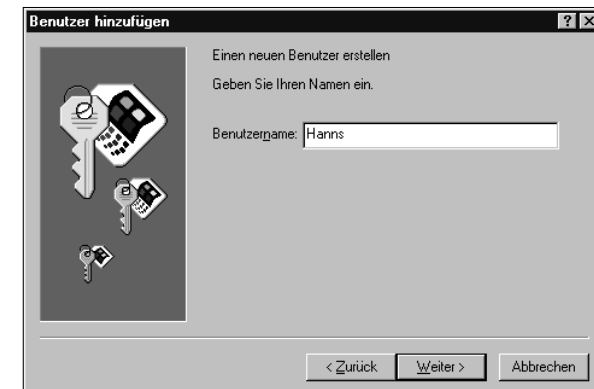 Benutzer hinzufügen
Einen neuen Benutzer erstellen
Geben Sie Ihren Namen ein.
Benutzername: Hanns
< Zurück Weiter > Abbrechen